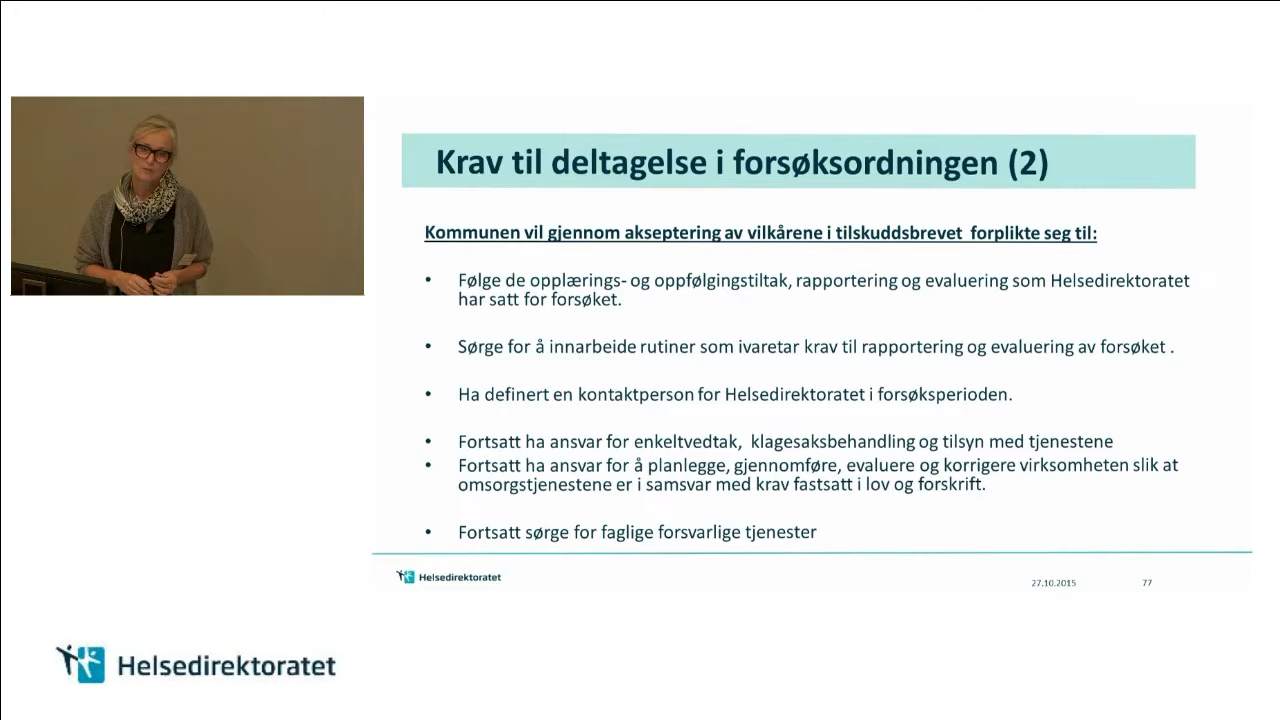 Krav til deltagelse i forsøksordningen (2)
Kommunen vil gjennom akseptering av vilkårene i tilskuddsbrevet  forplikte seg til:
• Følge de opplærings- og oppfølgingstiltak, rapportering og evaluering som Helsedirektoratet
har satt for forsøket.
• Sørge for å innarbeide rutiner som ivaretar krav til rapportering og evaluering av forsøket .
• Ha definert en kontaktperson for Helsedirektoratet i forsøksperioden.
• Fortsatt ha ansvar for enkeltvedtak,  klagesaksbehandling og tilsyn med tjenestene
• Fortsatt ha ansvar for å planlegge, gjennomføre, evaluere og korrigere virksomheten slik at
omsorgstjenestene er i samsvar med krav fastsatt i lov og forskrift.
• Fortsatt sørge for faglige forsvarlige tjenester
Helsedirektoratet
27.10.2015
77
Helsedirektoratet